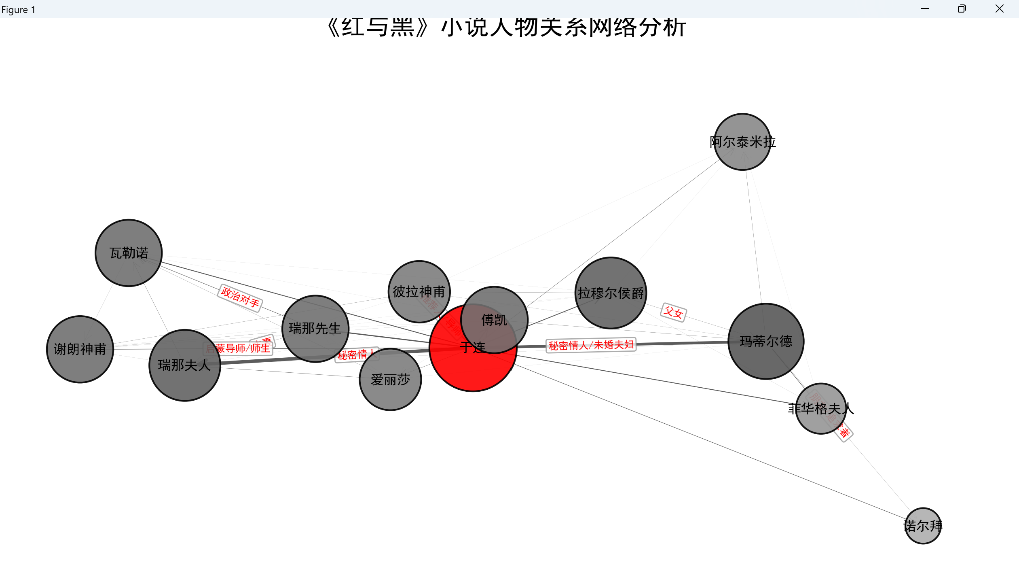 Figure 1
《红与黑》小说人物关系网络分析
阿尔泰米拉
瓦勒诺
彼拉神甫
拉穆尔侯爵
政治对手
父女
傅凯
瑞那先生
玛蒂尔德
于连
谢朗神甫
导师/师生
秘密情人/未婚夫妇
秘密情人
瑞那夫人
爱丽莎
菲华格夫人
诺尔拜